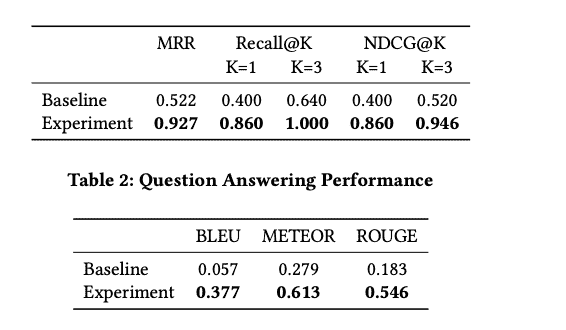 MRR Recall@K NDCG@K
K=1 K=3 K=1 K=3
Baseline 0.522 0.400 0.640 0.400 0.520
Experiment 0.927 0.860 1.000 0.860 0.946
Table 2: Question Answering Performance
BLEU METEOR ROUGE
Baseline 0.057 0.279 0.183
Experiment 0.377 0.613 0.546